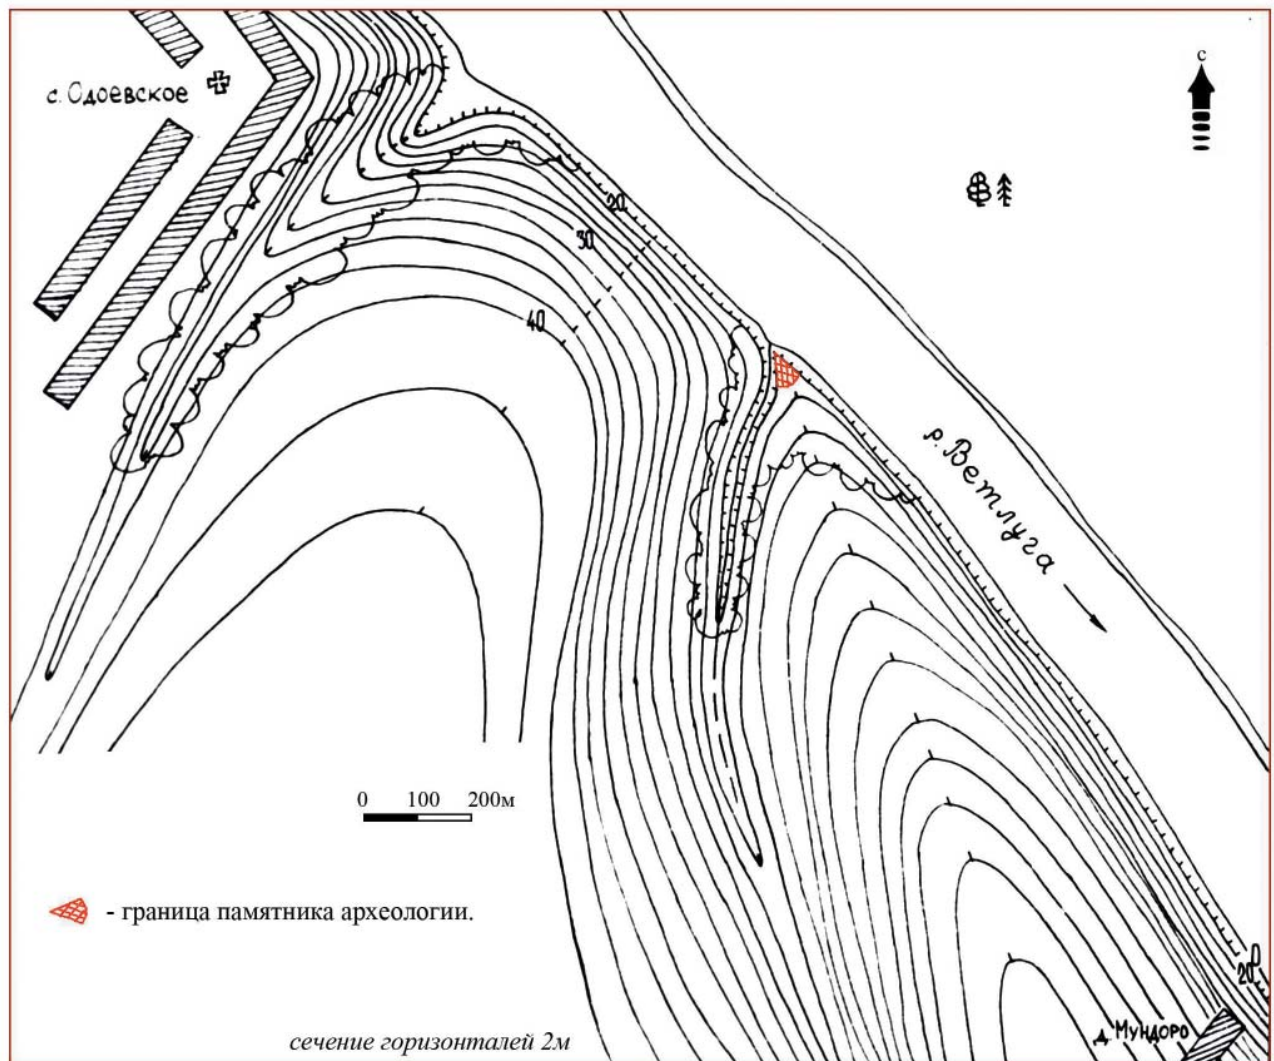 с
с. Одоевское
20
30
40
р. Ветлуга
0 100 200м
- граница памятника археологии.
20
сечение горизонталей 2м
д. Мундоро